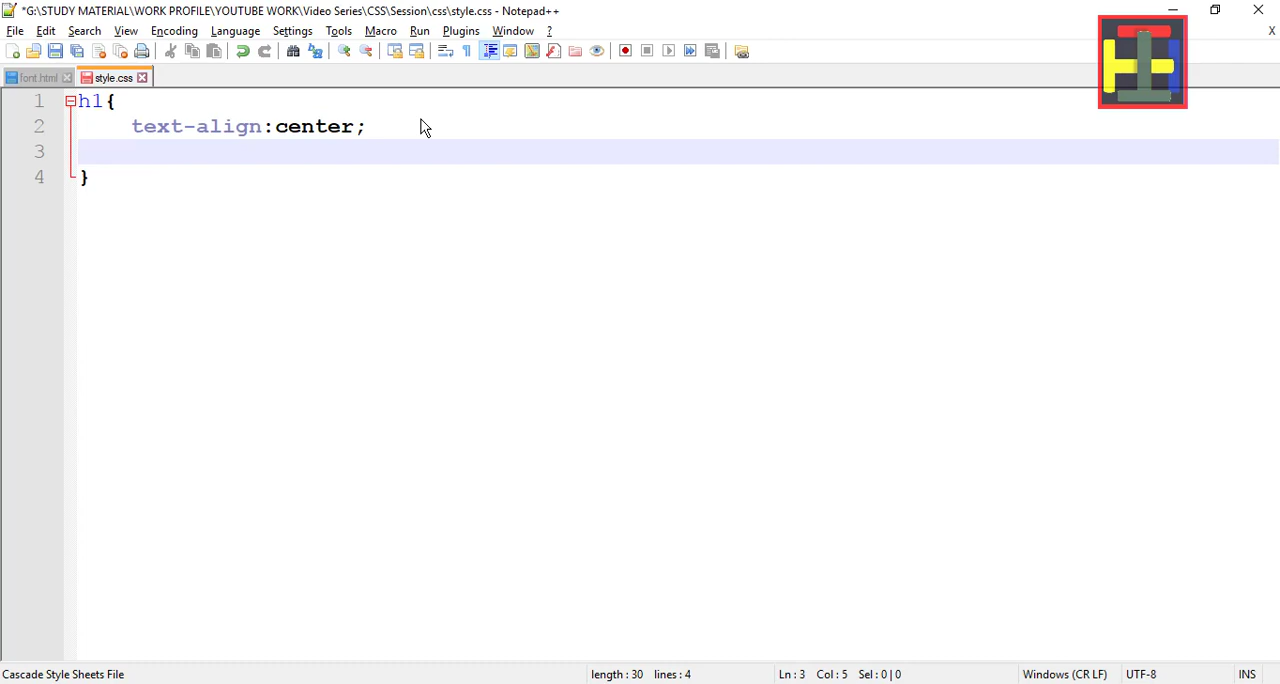 *G:\STUDY MATERIAL\WORK PROFILE\YOUTUBE WORK\Video Series\CSS\Session\css\style.css - Notepad++
File Edit Search View Encoding Language Settings Tools Macro Run Plugins Window ? X
font.html style.css
1 h1{
2 text-align:center;
3
4 }
Cascade Style Sheets File length : 30 lines : 4 Ln : 3 Col : 5 Sel : 0 | 0 Windows (CR LF) UTF-8 INS